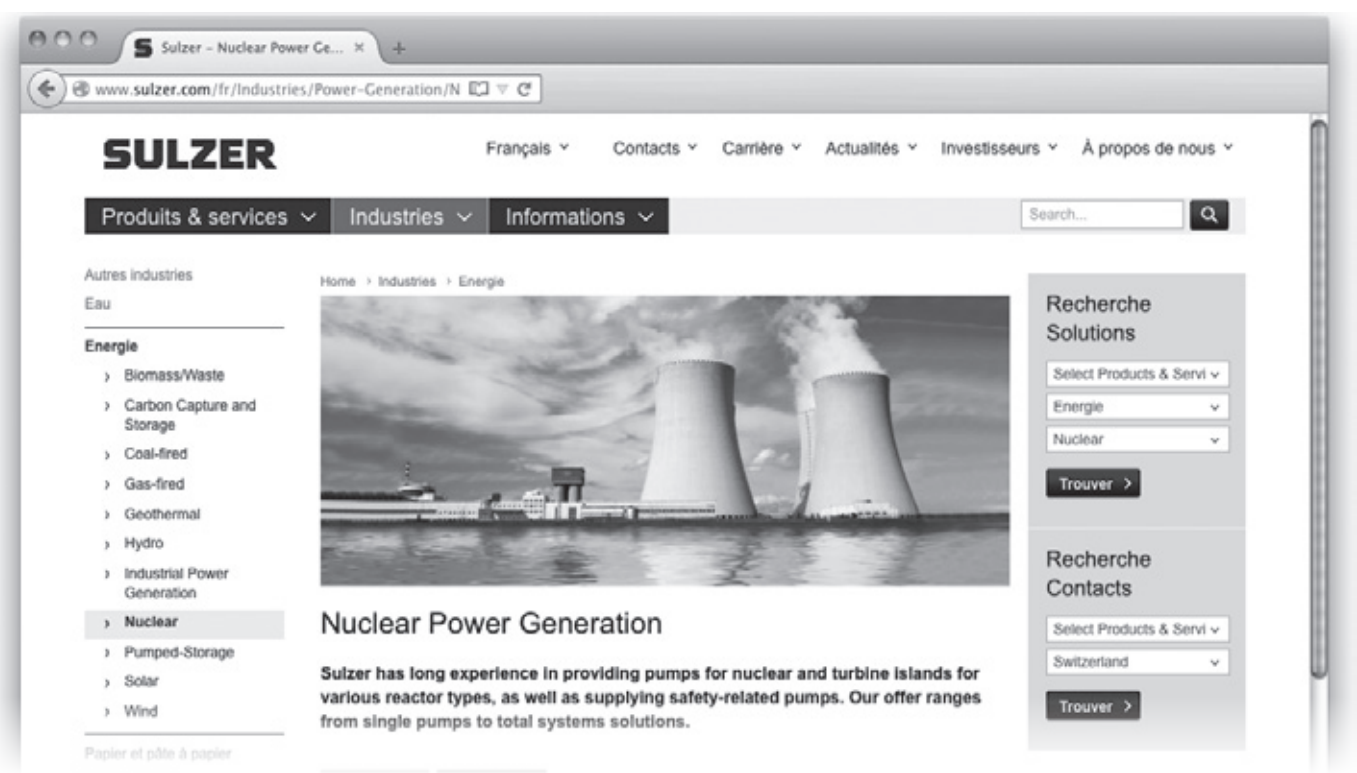 Sulzer – Nuclear Power Ge... × +
www.sulzer.com/fr/Industries/Power-Generation/N
SULZER
Français Contacts Carrière Actualités Investisseurs À propos de nous
Produits & services Industries Informations
Search...
Autres industries
Eau
Energie
› Biomass/Waste
› Carbon Capture and
Storage
› Coal-fired
› Gas-fired
› Geothermal
› Hydro
› Industrial Power
Generation
› Nuclear
› Pumped-Storage
› Solar
› Wind
Papier et pâte à papier
Home › Industries › Energie
Nuclear Power Generation
Sulzer has long experience in providing pumps for nuclear and turbine islands for
various reactor types, as well as supplying safety-related pumps. Our offer ranges
from single pumps to total systems solutions.
Recherche
Solutions
Select Products & Servi
Energie
Nuclear
Trouver ›
Recherche
Contacts
Select Products & Servi
Switzerland
Trouver ›